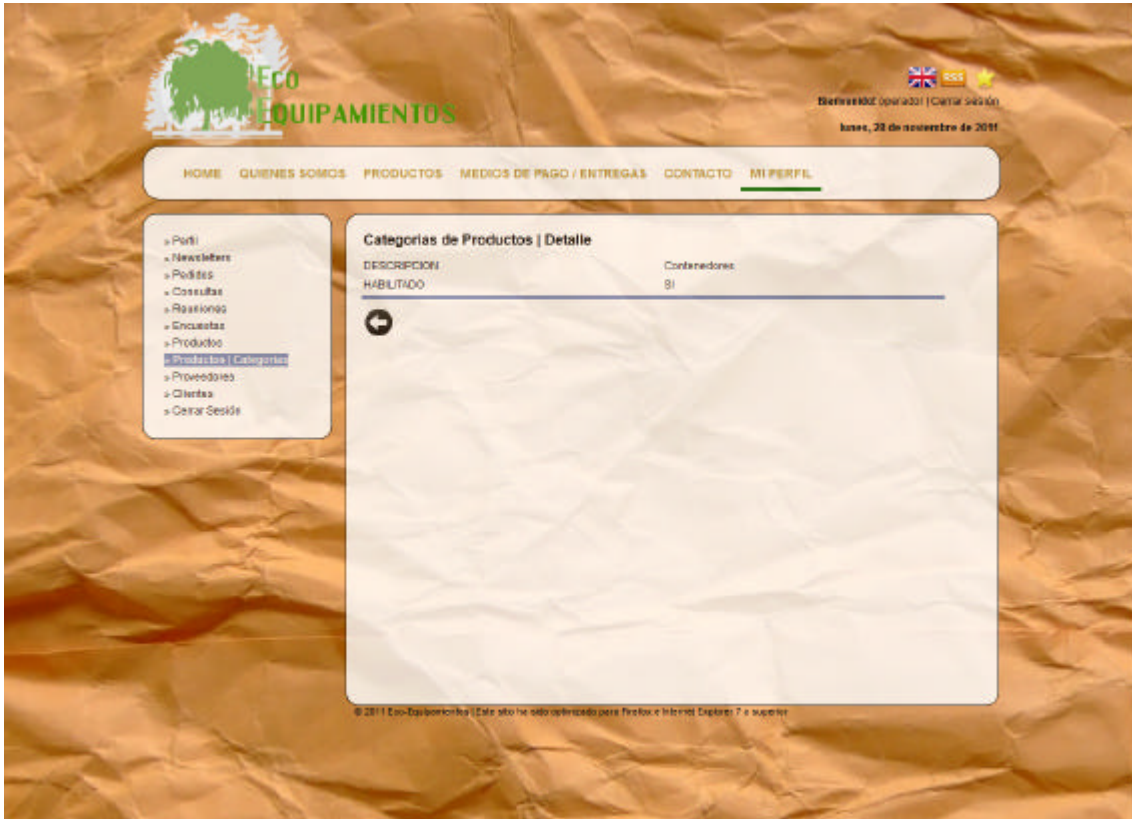 Eco
EQUIPAMIENTOS
RSS
Bienvenido! operador | Cerrar sesión
lunes, 28 de noviembre de 2011
HOME QUIENES SOMOS PRODUCTOS MEDIOS DE PAGO / ENTREGAS CONTACTO MI PERFIL
» Perfil
» Newsletters
» Pedidos
» Consultas
» Reuniones
» Encuestas
» Productos
» Productos | Categorias
» Proveedores
» Clientes
» Cerrar Sesión
Categorias de Productos | Detalle
DESCRIPCION Contenedores
HABILITADO SI
© 2011 Eco-Equipamientos | Este sitio ha sido optimizado para Firefox e Internet Explorer 7 o superior